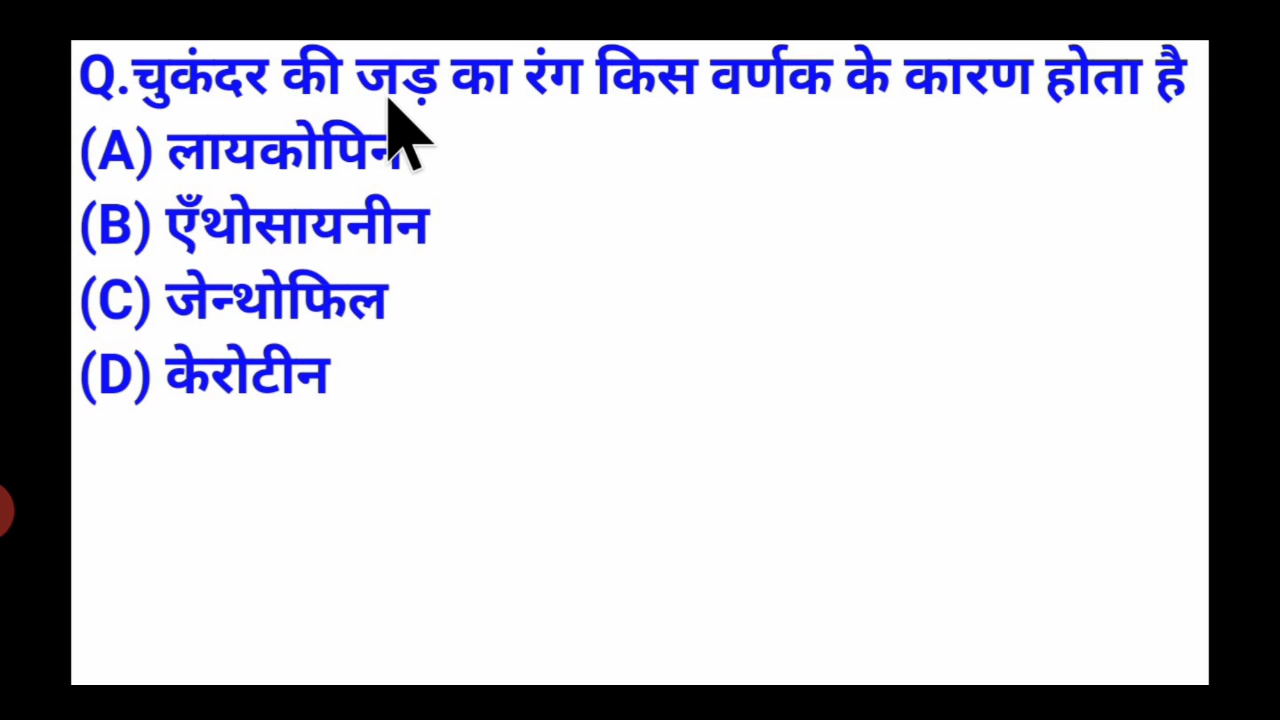 Q.चुकंदर की जड़ का रंग किस वर्णक के कारण होता है
(A) लायकोपिन
(B) एँथोसायनीन
(C) जेन्थोफिल
(D) केरोटीन